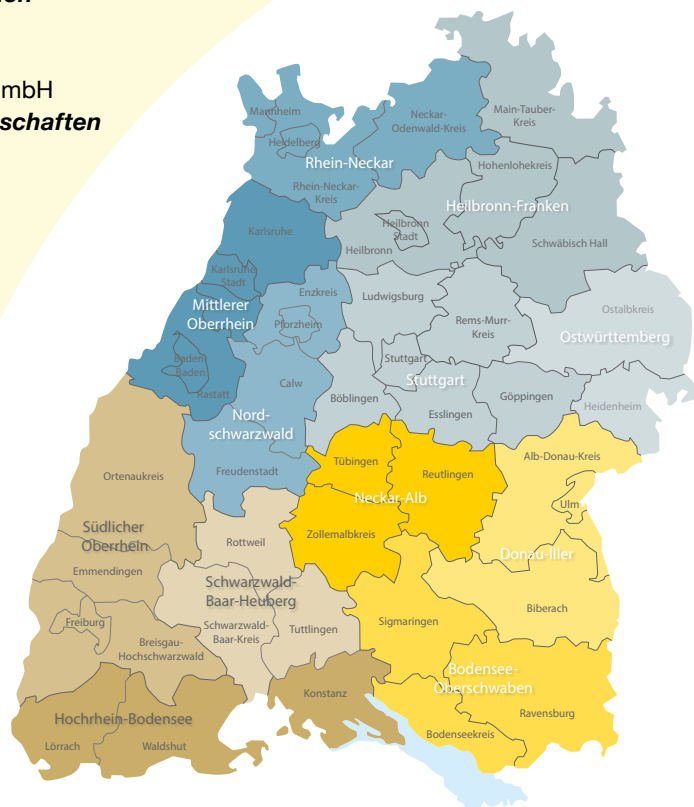 mbH
schaften
Mannheim
Heidelberg
Rhein-Neckar
Rhein-Neckar-
Kreis
Neckar-
Odenwald-Kreis
Main-Tauber-
Kreis
Hohenlohekreis
Heilbronn-Franken
Heilbronn
Stadt
Heilbronn
Schwäbisch Hall
Karlsruhe
Karlsruhe
Stadt
Mittlerer
Oberrhein
Baden-
Baden
Rastatt
Enzkreis
Pforzheim
Calw
Nord-
schwarzwald
Freudenstadt
Ludwigsburg
Rems-Murr-
Kreis
Stuttgart
Stuttgart
Böblingen
Esslingen
Göppingen
Ostalbkreis
Ostwürttemberg
Heidenheim
Tübingen
Reutlingen
Neckar-Alb
Zollernalbkreis
Alb-Donau-Kreis
Ulm
Donau-Iller
Biberach
Ortenaukreis
Südlicher
Oberrhein
Emmendingen
Freiburg
Breisgau-
Hochschwarzwald
Rottweil
Schwarzwald-
Baar-Heuberg
Schwarzwald-
Baar-Kreis
Tuttlingen
Sigmaringen
Bodensee-
Oberschwaben
Ravensburg
Bodenseekreis
Konstanz
Hochrhein-Bodensee
Lörrach
Waldshut